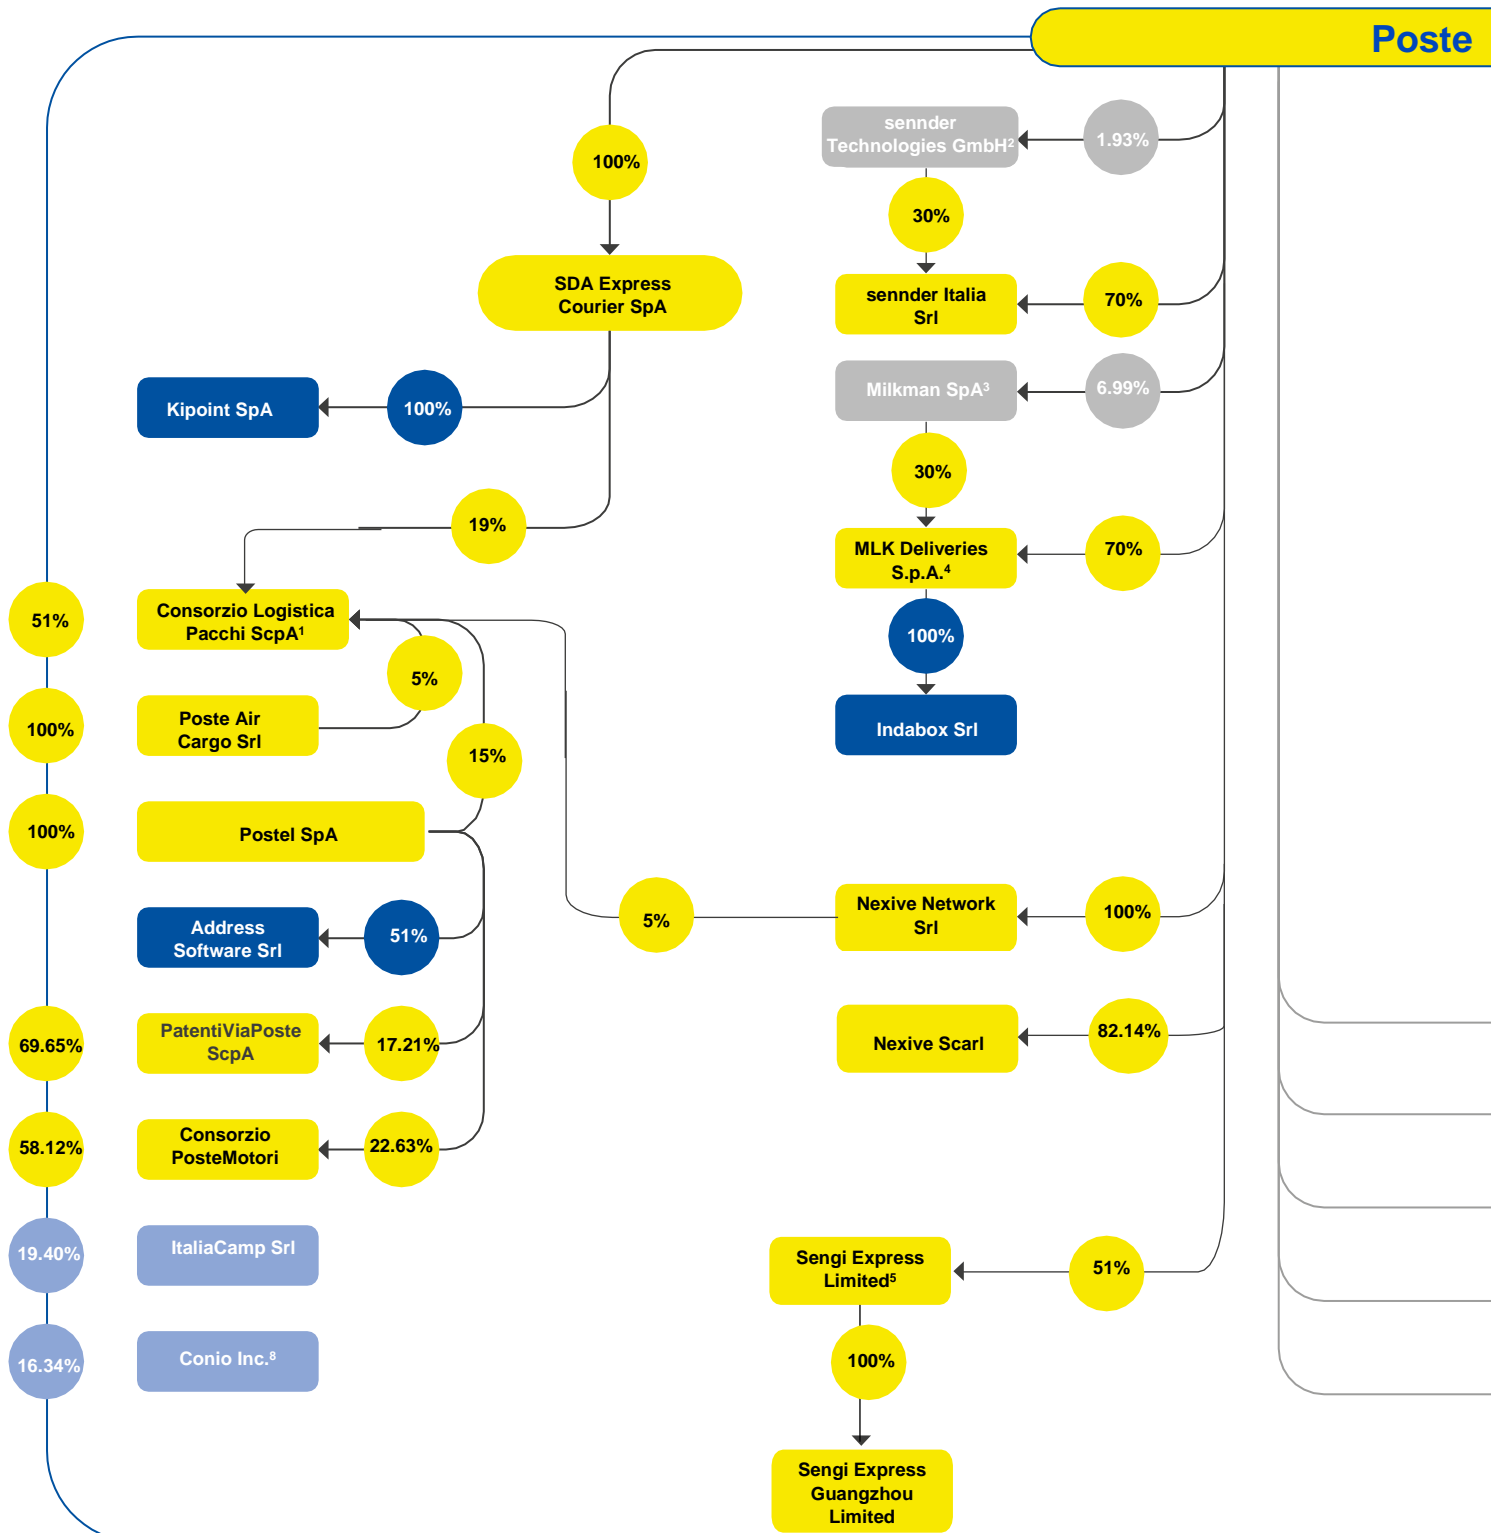 Poste
sennder
Technologies GmbH²
1.93%
100%
30%
SDA Express
Courier SpA
sennder Italia
Srl
70%
Kipoint SpA
100%
Milkman SpA³
6.99%
30%
19%
MLK Deliveries
S.p.A.⁴
70%
51%
Consorzio Logistica
Pacchi ScpA¹
100%
5%
100%
Poste Air
Cargo Srl
Indabox Srl
15%
100%
Postel SpA
Address
Software Srl
51%
5%
Nexive Network
Srl
100%
69.65%
PatentiViaPoste
ScpA
17.21%
Nexive Scarl
82.14%
58.12%
Consorzio
PosteMotori
22.63%
19.40%
ItaliaCamp Srl
Sengi Express
Limited⁵
51%
16.34%
Conio Inc.⁸
100%
Sengi Express
Guangzhou
Limited